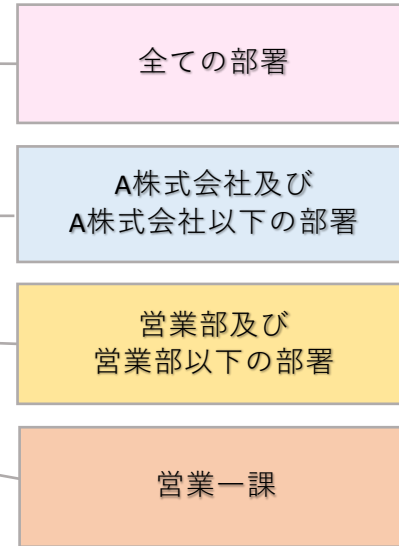 全ての部署
A株式会社及び
A株式会社以下の部署
営業部及び
営業部以下の部署
営業一課